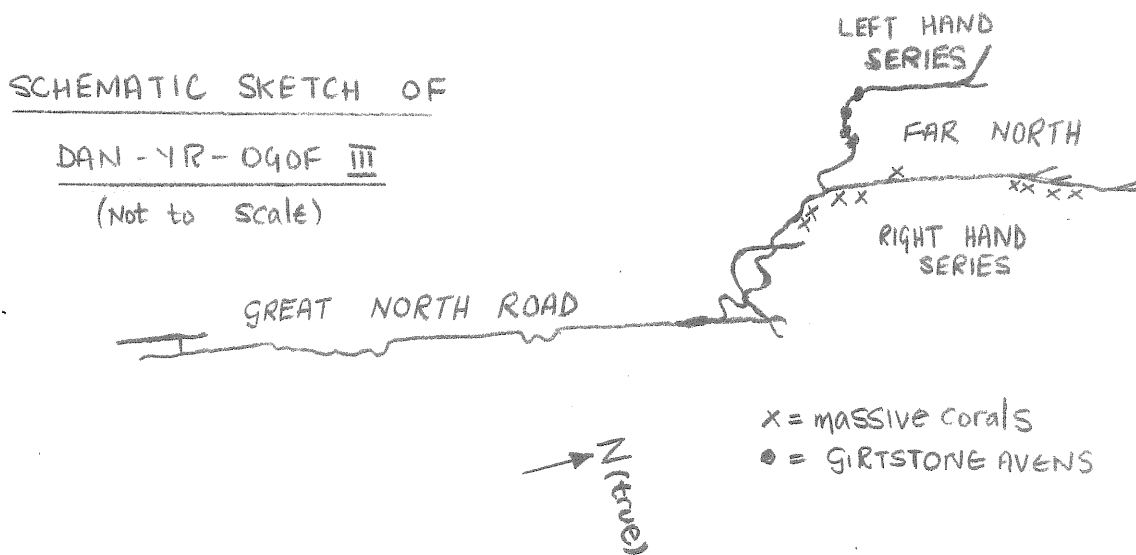 SCHEMATIC SKETCH OF
DAN-YR-OGOF III
(Not to scale)
LEFT HAND
SERIES
FAR NORTH
RIGHT HAND
SERIES
GREAT NORTH ROAD
N (true)
x = massive corals
● = GIRTSTONE AVENS